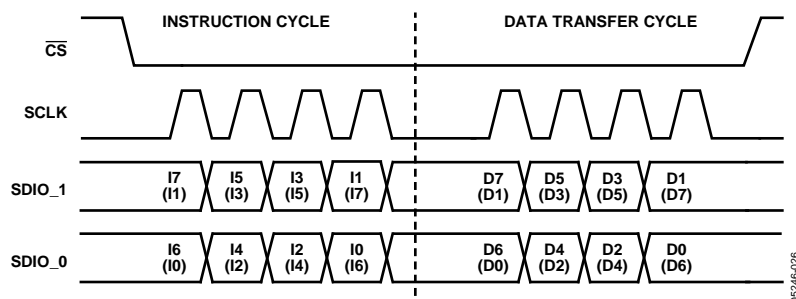 INSTRUCTION CYCLE DATA TRANSFER CYCLE
CS
SCLK
SDIO_1
I7 I5 I3 I1 D7 D5 D3 D1
(I1) (I3) (I5) (I7) (D1) (D3) (D5) (D7)
SDIO_0
I6 I4 I2 I0 D6 D4 D2 D0
(I0) (I2) (I4) (I6) (D0) (D2) (D4) (D6)